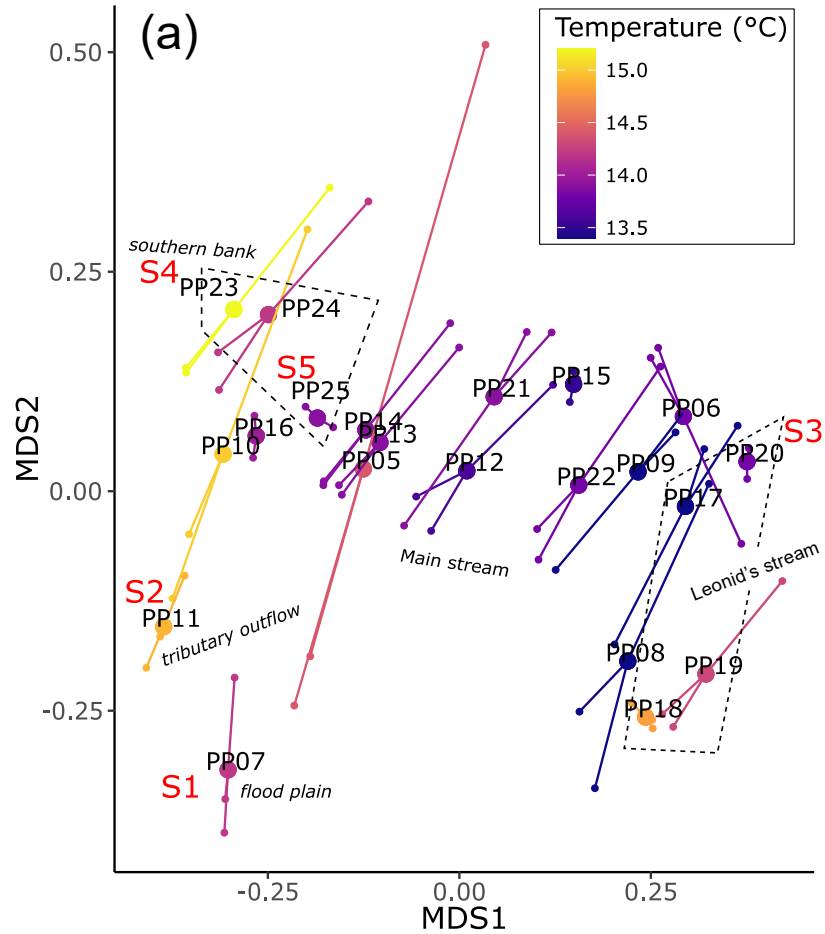 (a)
Temperature (°C)
15.0
14.5
14.0
13.5
0.50
0.25
0.00
-0.25
MDS2
southern bank
S4
PP23
PP24
S5
PP25
PP16
PP10
PP14
PP13
PP05
PP21
PP15
PP12
PP06
S3
PP09
PP20
PP22
PP17
Main stream
Leonid's stream
S2
PP11
tributary outflow
PP08
PP19
PP18
PP07
S1
flood plain
-0.25
0.00
0.25
MDS1